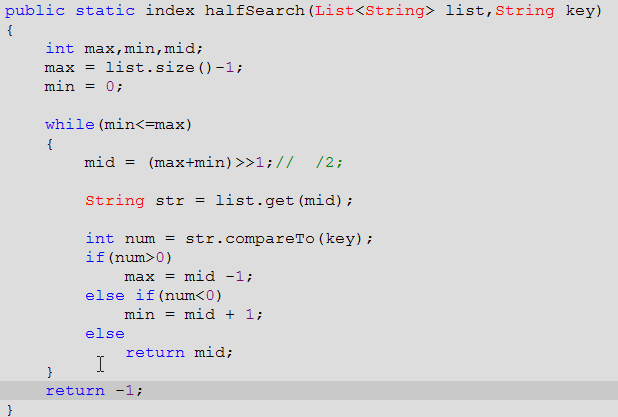 public static index halfSearch(List<String> list,String key)
{
    int max,min,mid;
    max = list.size()-1;
    min = 0;
    while(min<=max)
    {
        mid = (max+min)>>1;//  /2;
        String str = list.get(mid);
        int num = str.compareTo(key);
        if(num>0)
            max = mid -1;
        else if(num<0)
            min = mid + 1;
        else
            return mid;
    }
    return -1;
}